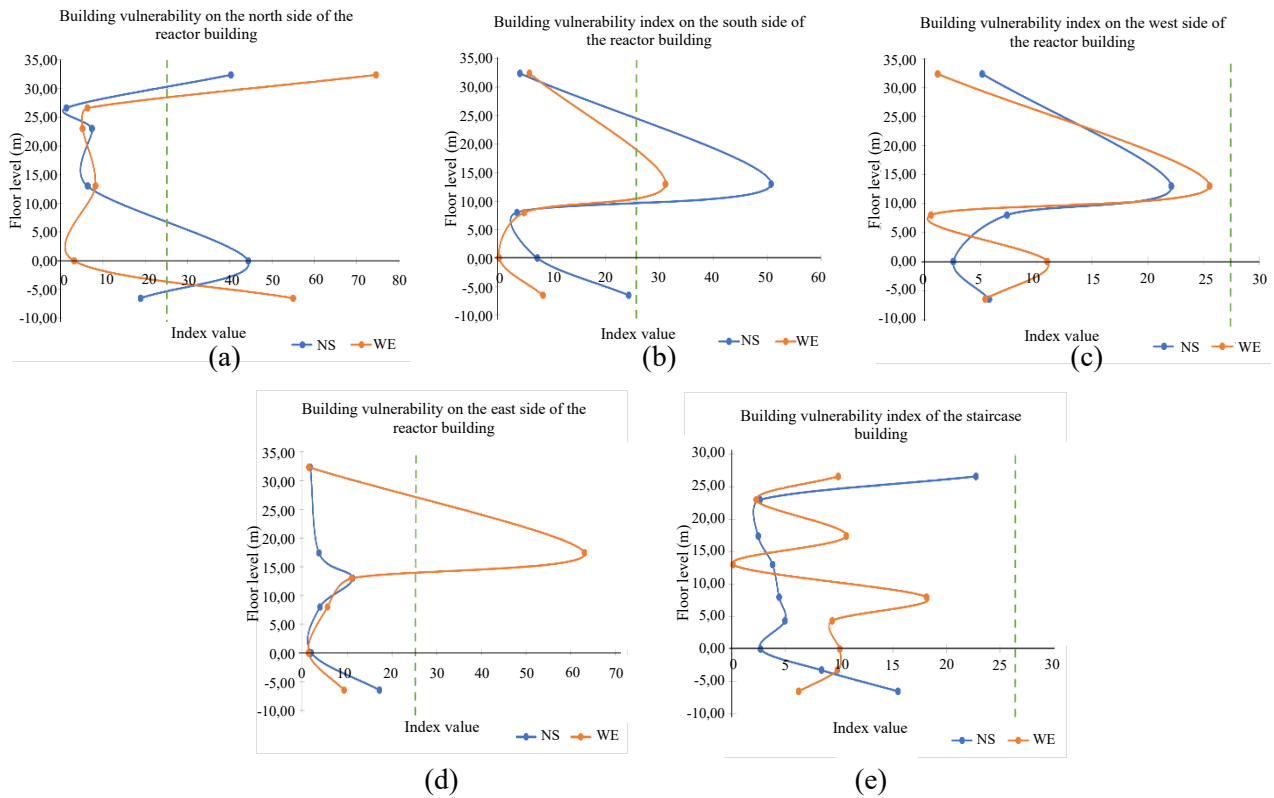 Building vulnerability on the north side of the
reactor building
35,00
30,00
25,00
20,00
15,00
10,00
5,00
0,00
-5,00
-10,00
Floor level (m)
0 10 20 30 40 50 60 70 80
Index value
NS WE
(a)
Building vulnerability index on the south side of
the reactor building
35,00
30,00
25,00
20,00
15,00
10,00
5,00
0,00
-5,00
-10,00
Floor level (m)
0 10 20 30 40 50 60
Index value
NS WE
(b)
Building vulnerability index on the west side of
the reactor building
35,00
30,00
25,00
20,00
15,00
10,00
5,00
0,00
-5,00
-10,00
Floor level (m)
0 5 10 15 20 25 30
Index value
NS WE
(c)
Building vulnerability on the east side of the
reactor building
35,00
30,00
25,00
20,00
15,00
10,00
5,00
0,00
-5,00
-10,00
Floor level (m)
0 10 20 30 40 50 60 70
Index value
NS WE
(d)
Building vulnerability index of the staircase
building
30,00
25,00
20,00
15,00
10,00
5,00
0,00
-5,00
-10,00
Floor level (m)
0 5 10 15 20 25 30
Index value
NS WE
(e)